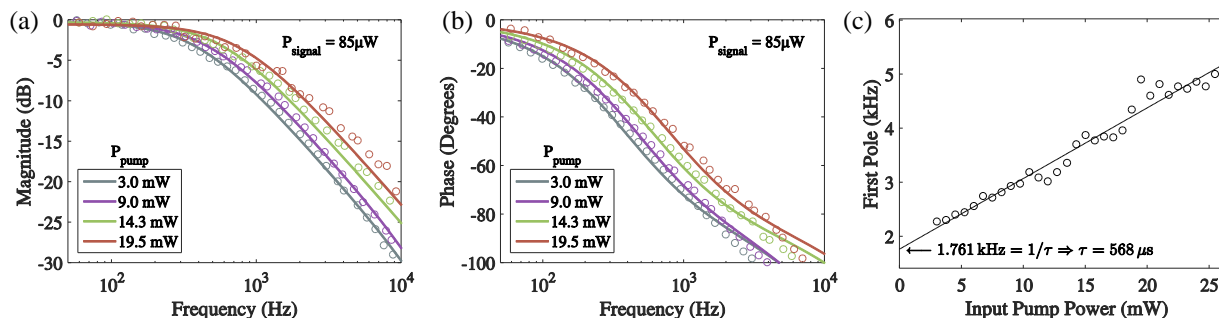 (a)
0
-5
-10
-15
-20
-25
-30
Magnitude (dB)
P_signal = 85μW
P_pump
3.0 mW
9.0 mW
14.3 mW
19.5 mW
10^2
10^3
10^4
Frequency (Hz)
(b)
0
-20
-40
-60
-80
-100
Phase (Degrees)
P_signal = 85μW
P_pump
3.0 mW
9.0 mW
14.3 mW
19.5 mW
10^2
10^3
10^4
Frequency (Hz)
(c)
6
5
4
3
2
First Pole (kHz)
← 1.761 kHz = 1/τ ⇒ τ = 568 μs
0
5
10
15
20
25
Input Pump Power (mW)